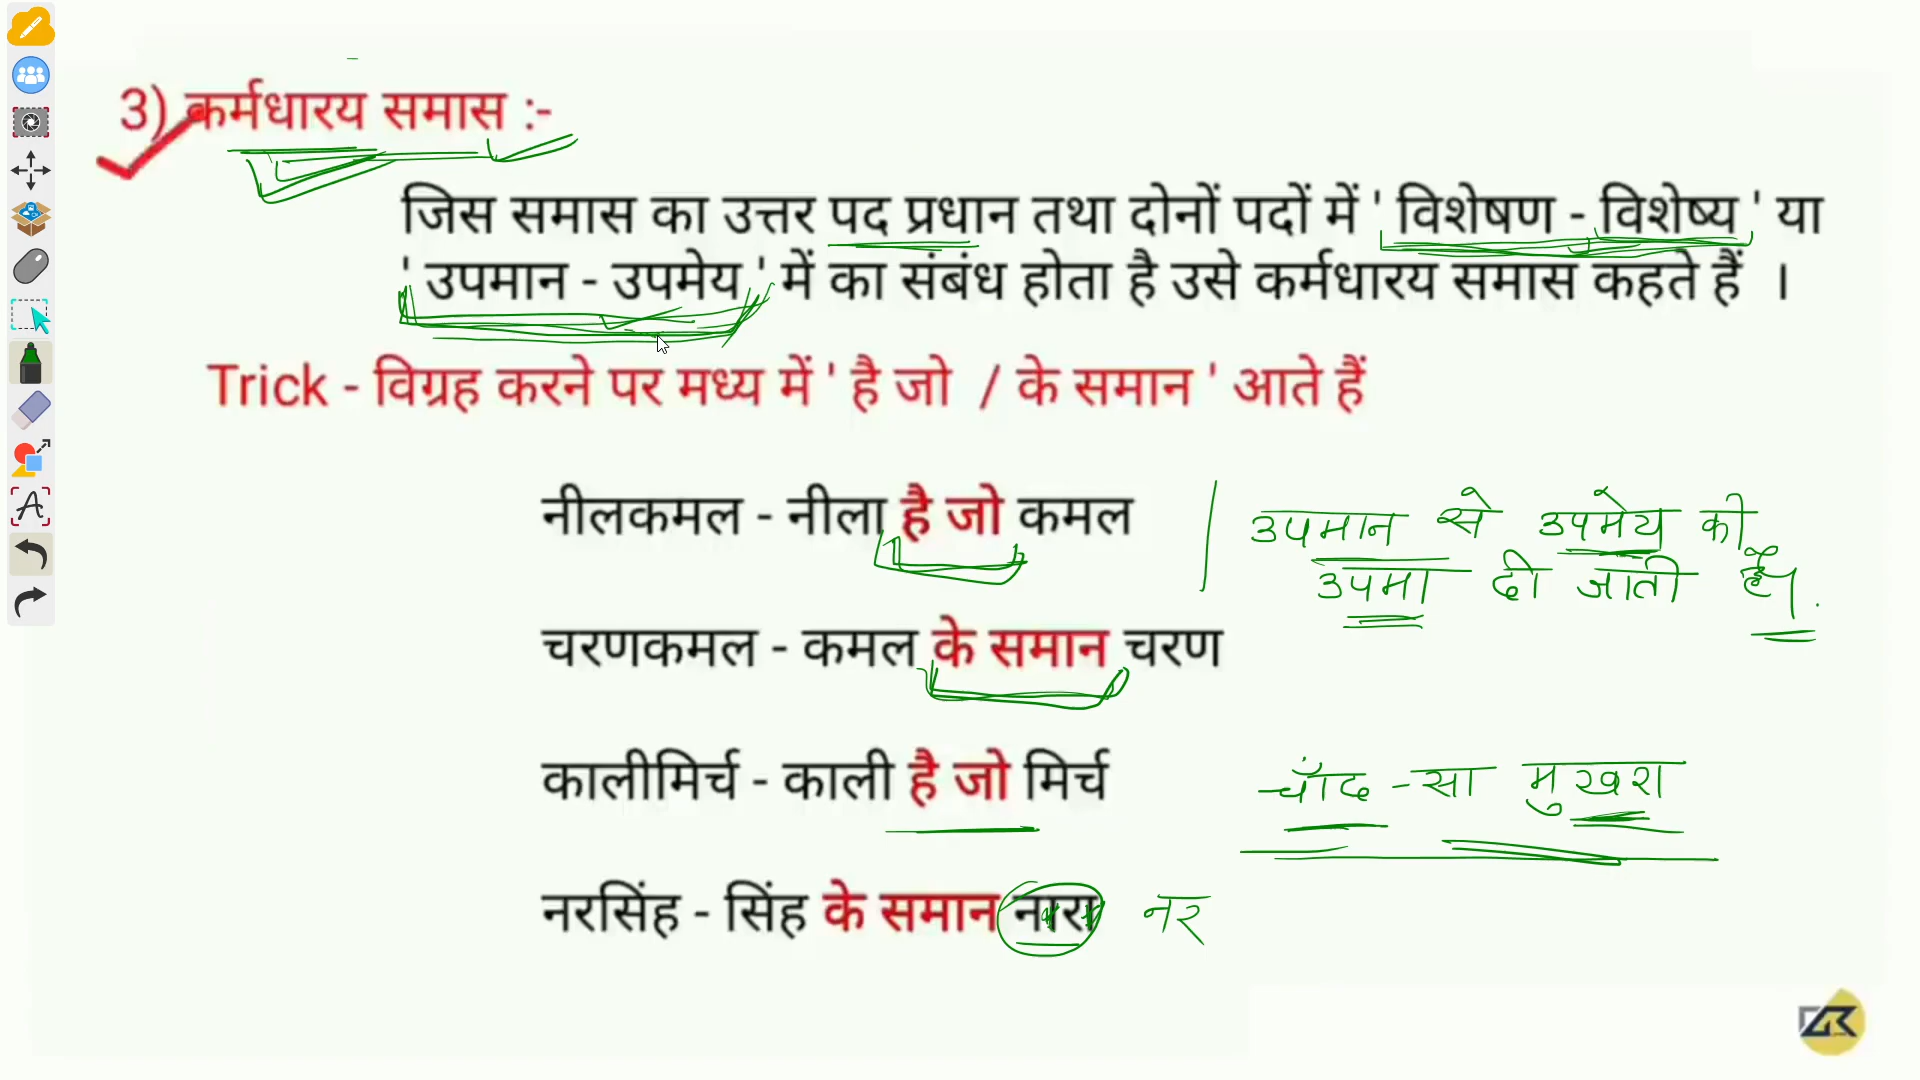 3) कर्मधारय समास :-
जिस समास का उत्तर पद प्रधान तथा दोनों पदों में ' विशेषण - विशेष्य ' या
' उपमान - उपमेय ' में का संबंध होता है उसे कर्मधारय समास कहते हैं ।
Trick - विग्रह करने पर मध्य में ' है जो / के समान ' आते हैं
नीलकमल - नीला है जो कमल
उपमान से उपमेय की
उपमा दी जाती है।
चरणकमल - कमल के समान चरण
कालीमिर्च - काली है जो मिर्च
चाँद - सा मुखरा
नरसिंह - सिंह के समान नारा नर